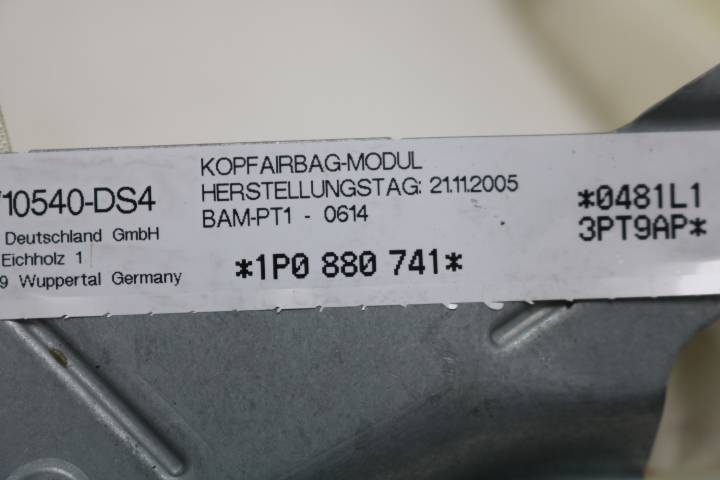 10540-DS4
Deutschland GmbH
Eichholz 1
9 Wuppertal Germany
KOPFAIRBAG-MODUL
HERSTELLUNGSTAG: 21.11.2005
BAM-PT1 - 0614
*1P0 880 741*
*0481L1
3PT9AP*